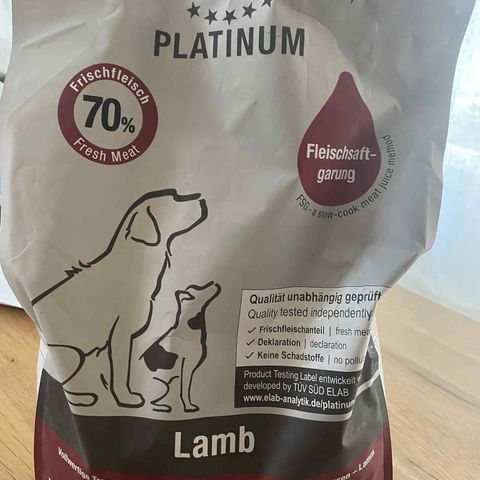 PLATINUM
Frischfleisch
70%
Fresh Meat
Fleischsaft-
garung
FSG - a slow-cook meat juice method
Qualität unabhängig geprüft
Quality tested independently
✓ Frischfleischanteil | fresh mea
✓ Deklaration | declaration
✓ Keine Schadstoffe | no pollu
Product Testing Label entwickelt
developed by TÜV SÜD ELAB
www.elab-analytik.de/platinum
Lamb
Vollwertige
Lamm